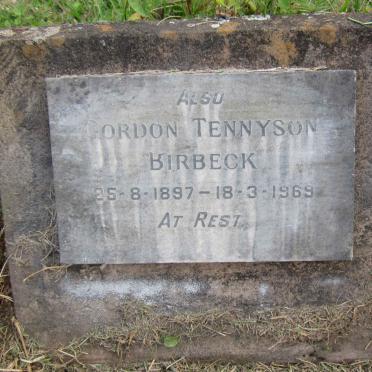 Also
Gordon Tennyson
Birbeck
25-8-1897 – 18-3-1969
At Rest